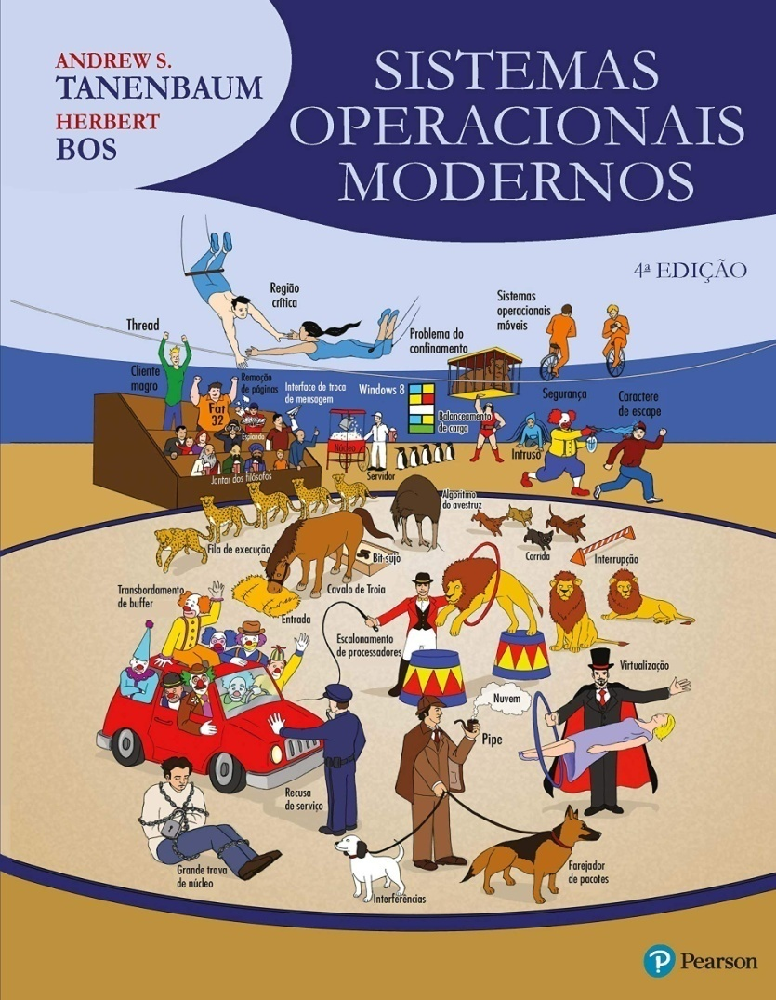 ANDREW S.
TANENBAUM
HERBERT
BOS
SISTEMAS
OPERACIONAIS
MODERNOS
4ª EDIÇÃO
Região
crítica
Sistemas
operacionais
móveis
Thread
Problema do
confinamento
Cliente
magro
Remoção
de páginas
Interface de troca
de mensagem
Windows 8
Segurança
Caractere
de escape
Fat
32
Balanceamento
de carga
Espiando
Núcleo
Intruso
Jantar dos filósofos
Servidor
Algoritmo
do avestruz
Fila de execução
Bit sujo
Corrida
Interrupção
Transbordamento
de buffer
Cavalo de Troia
Entrada
Escalonamento
de processadores
Virtualização
Nuvem
Pipe
Recusa
de serviço
Grande trava
de núcleo
Farejador
de pacotes
Interferências
P
Pearson